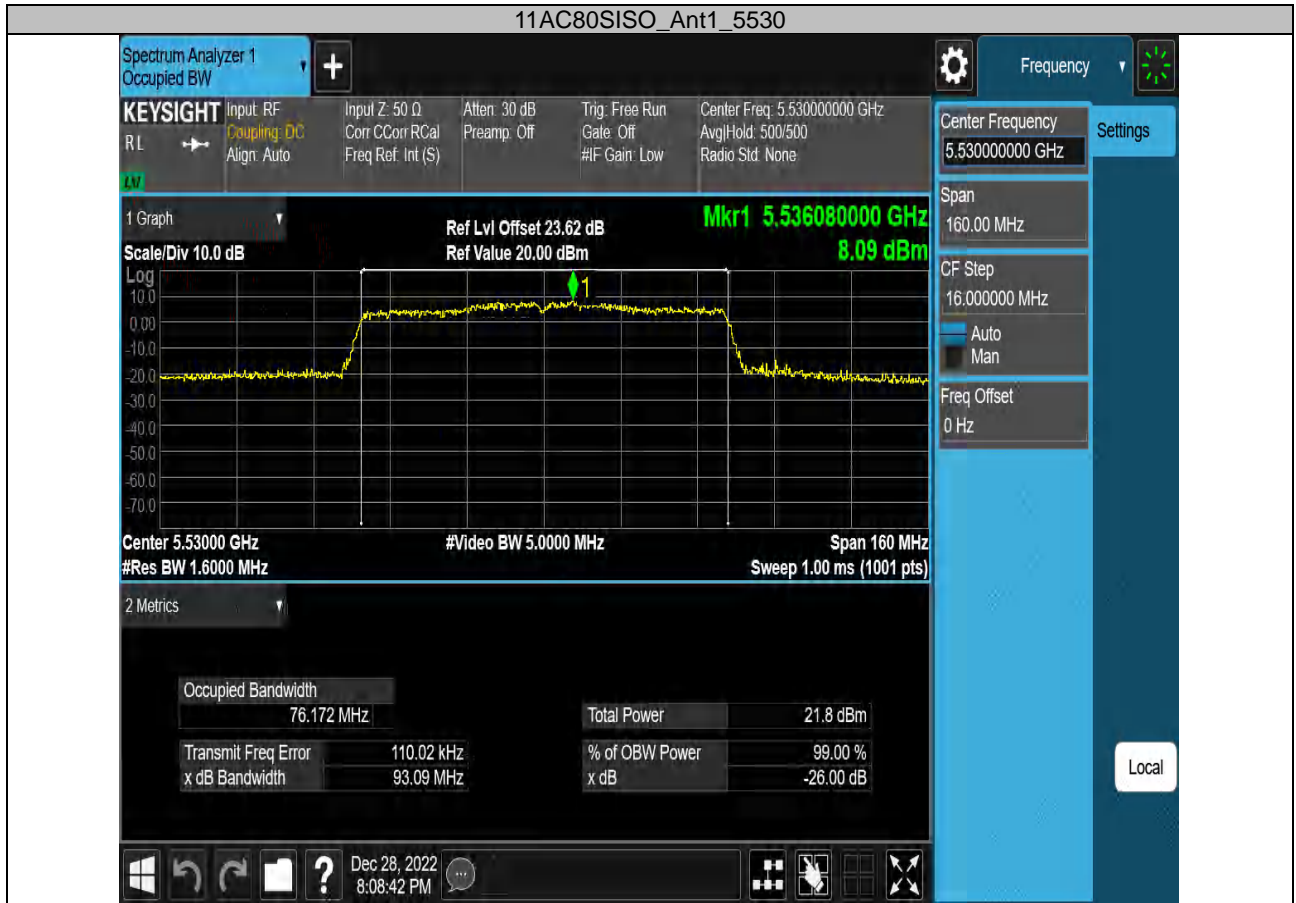 11AC80SISO_Ant1_5530
Spectrum Analyzer 1
Occupied BW
Frequency
KEYSIGHT
RL
LXI
Input: RF
Coupling: DC
Align: Auto
Input Z: 50 Ω
Corr CCorr RCal
Freq Ref: Int (S)
Atten: 30 dB
Preamp: Off
Trig: Free Run
Gate: Off
#IF Gain: Low
Center Freq: 5.530000000 GHz
Avg|Hold: 500/500
Radio Std: None
Center Frequency
5.530000000 GHz
Settings
Span
160.00 MHz
CF Step
16.000000 MHz
Auto
Man
Freq Offset
0 Hz
1 Graph
Scale/Div 10.0 dB
Ref Lvl Offset 23.62 dB
Ref Value 20.00 dBm
Mkr1 5.536080000 GHz
8.09 dBm
Log
1
10.0
0.00
-10.0
-20.0
-30.0
-40.0
-50.0
-60.0
-70.0
Center 5.53000 GHz
#Video BW 5.0000 MHz
Span 160 MHz
#Res BW 1.6000 MHz
Sweep 1.00 ms (1001 pts)
2 Metrics
Occupied Bandwidth
76.172 MHz
Total Power 21.8 dBm
Transmit Freq Error 110.02 kHz
% of OBW Power 99.00 %
x dB Bandwidth 93.09 MHz
x dB -26.00 dB
Local
?
Dec 28, 2022
8:08:42 PM